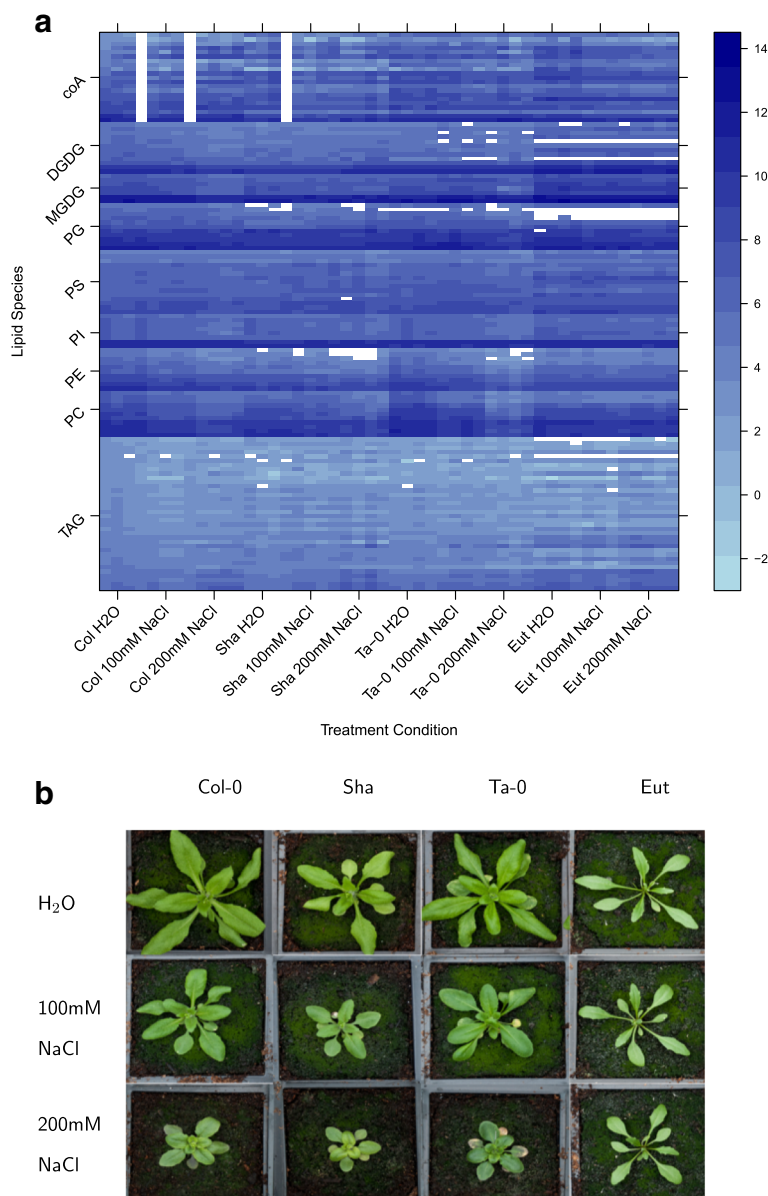 a
Lipid Species
coA
DGDG
MGDG
PG
PS
PI
PE
PC
TAG
14
12
10
8
6
4
2
0
−2
Col H2O
Col 100mM NaCl
Col 200mM NaCl
Sha H2O
Sha 100mM NaCl
Sha 200mM NaCl
Ta−0 H2O
Ta−0 100mM NaCl
Ta−0 200mM NaCl
Eut H2O
Eut 100mM NaCl
Eut 200mM NaCl
Treatment Condition
b
Col-0 Sha Ta-0 Eut
H₂O
100mM
NaCl
200mM
NaCl